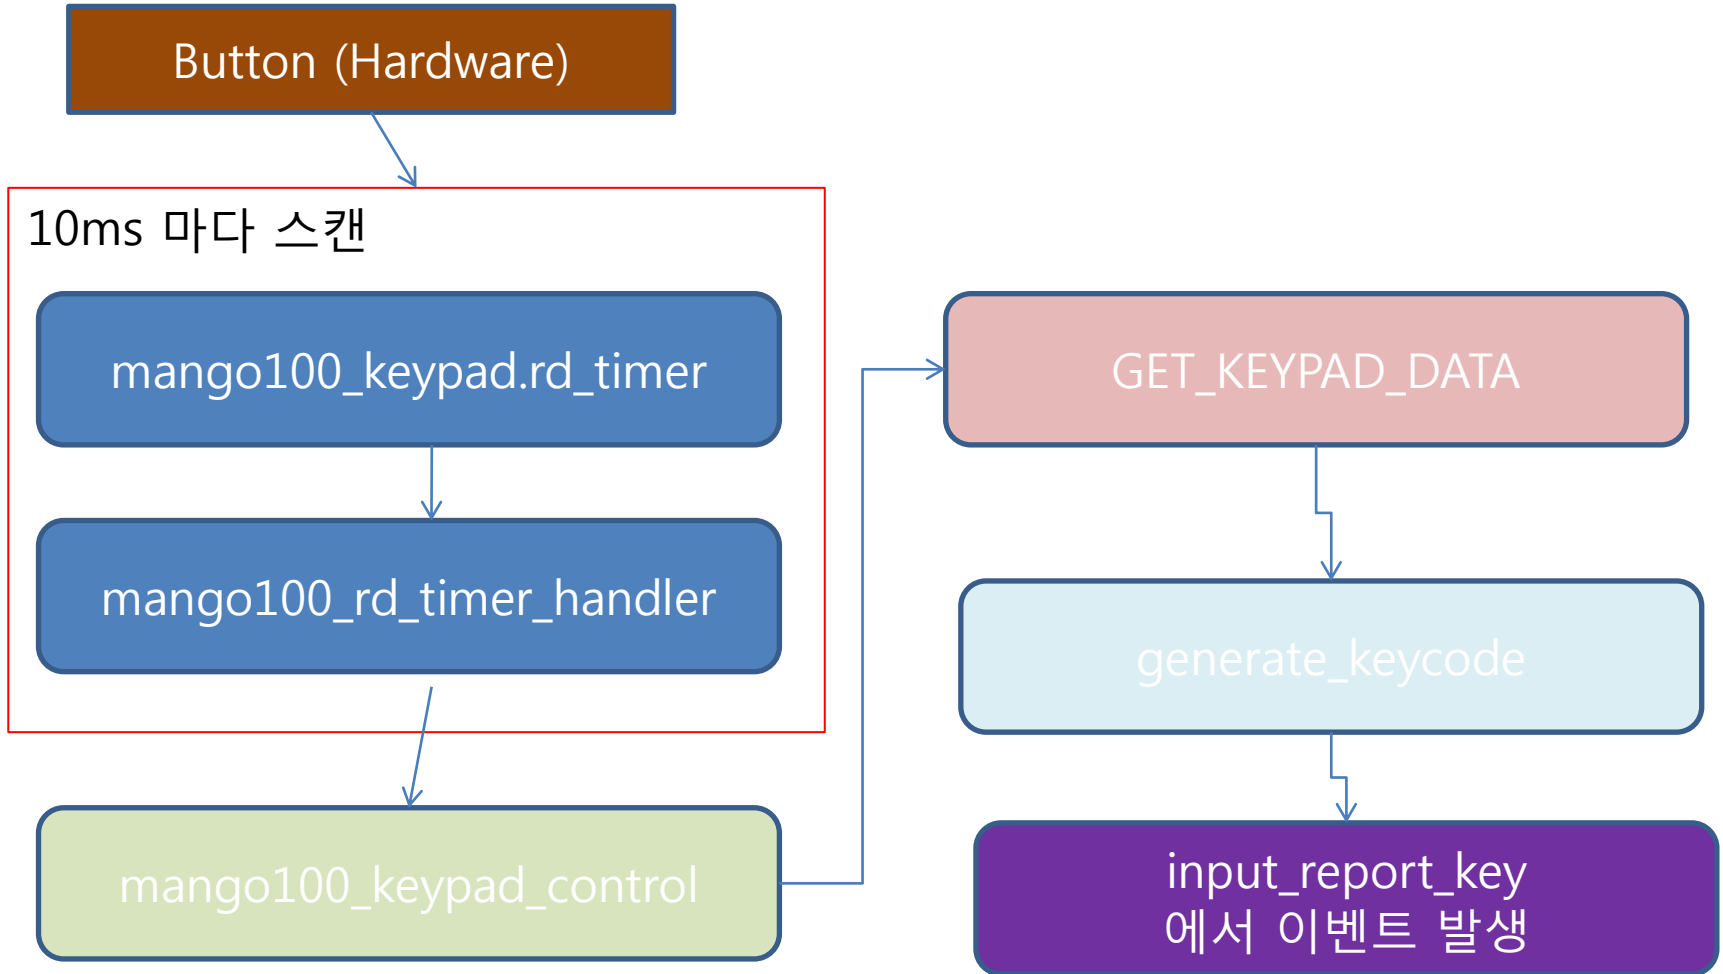 Button (Hardware)
10ms 마다 스캔
mango100_keypad.rd_timer
mango100_rd_timer_handler
mango100_keypad_control
GET_KEYPAD_DATA
generate_keycode
input_report_key
에서 이벤트 발생